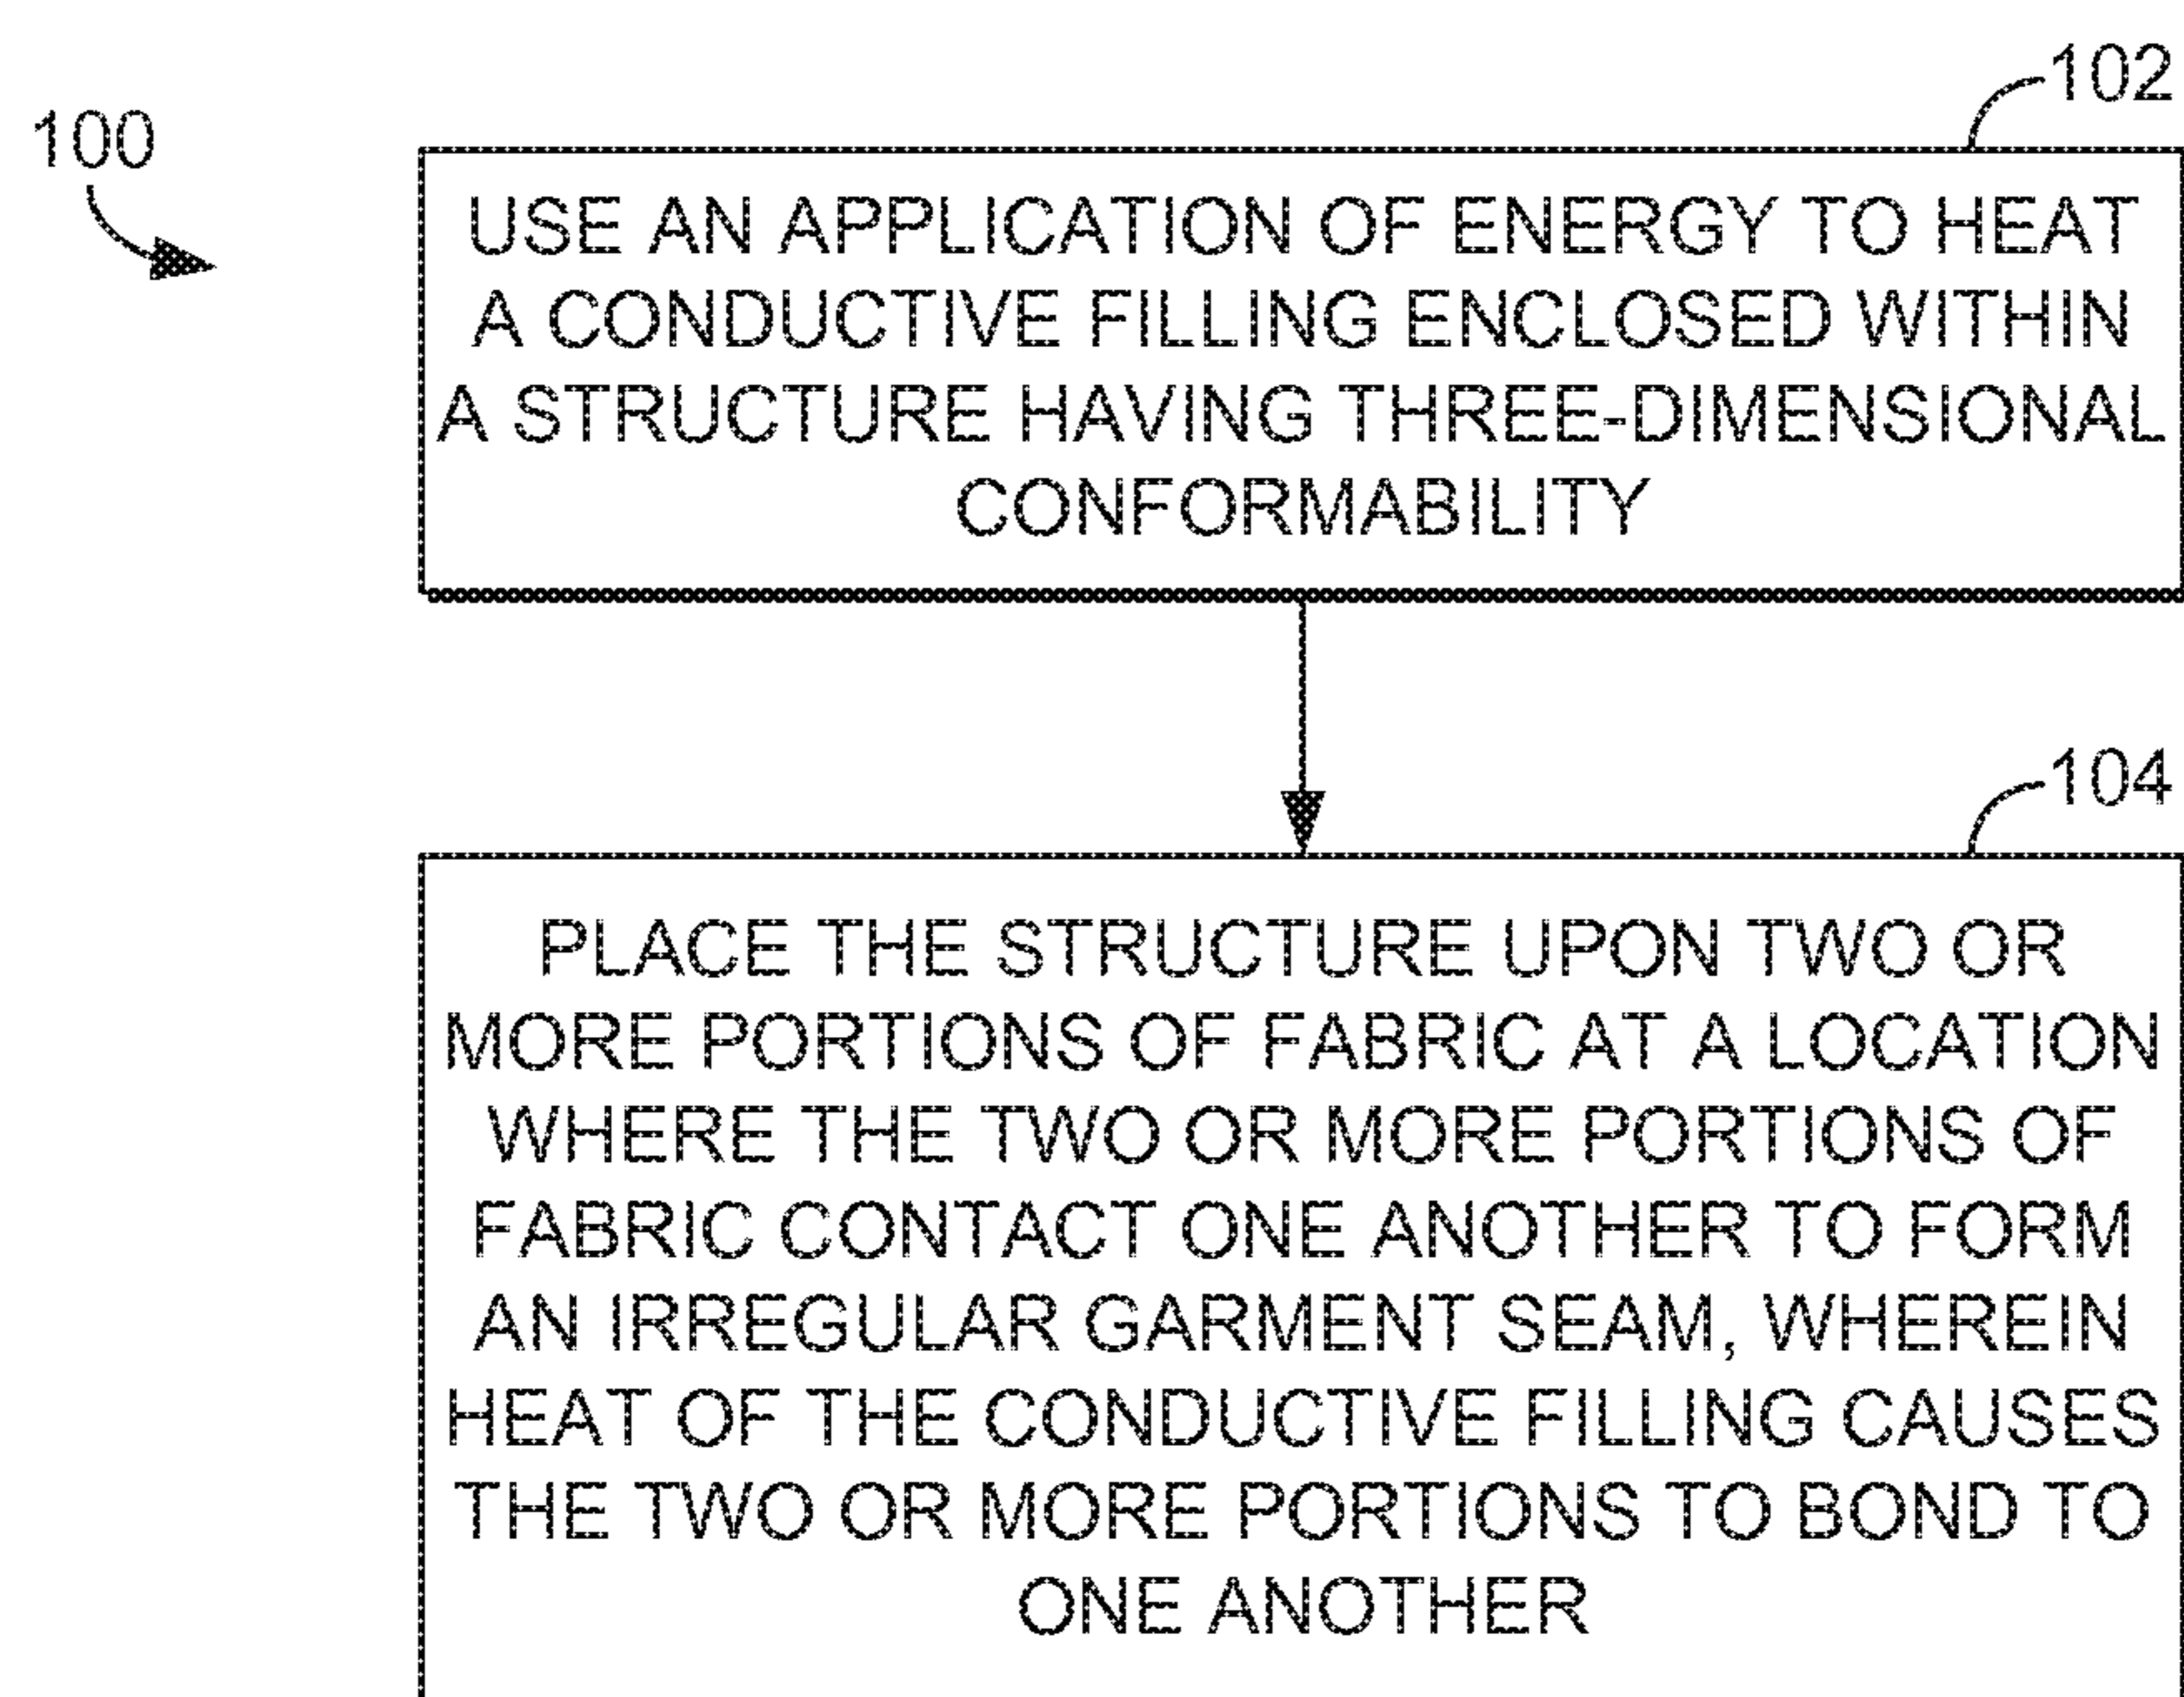 102
100
USE AN APPLICATION OF ENERGY TO HEAT
A CONDUCTIVE FILLING ENCLOSED WITHIN
A STRUCTURE HAVING THREE-DIMENSIONAL
CONFORMABILITY
104
PLACE THE STRUCTURE UPON TWO OR
MORE PORTIONS OF FABRIC AT A LOCATION
WHERE THE TWO OR MORE PORTIONS OF
FABRIC CONTACT ONE ANOTHER TO FORM
AN IRREGULAR GARMENT SEAM, WHEREIN
HEAT OF THE CONDUCTIVE FILLING CAUSES
THE TWO OR MORE PORTIONS TO BOND TO
ONE ANOTHER